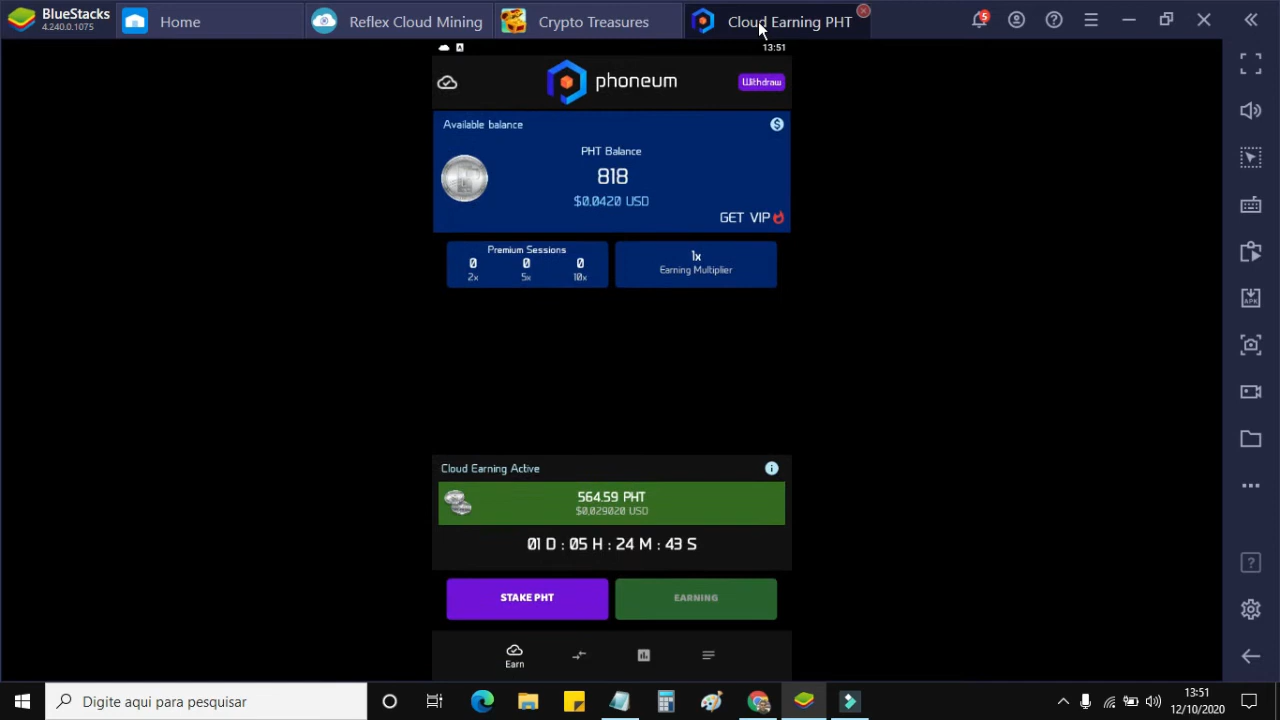 BlueStacks
4.240.0.1075
Home
Reflex Cloud Mining
Crypto Treasures
Cloud Earning PHT
5
A
13:51
phoneum
Withdraw
Available balance
$
PHT Balance
818
$0.0420 USD
GET VIP
Premium Sessions
0 0 0
2x 5x 10x
1x
Earning Multiplier
Cloud Earning Active
564.59 PHT
$0.029020 USD
01 D : 05 H : 24 M : 43 S
STAKE PHT
EARNING
Earn
APK
Digite aqui para pesquisar
13:51
12/10/2020